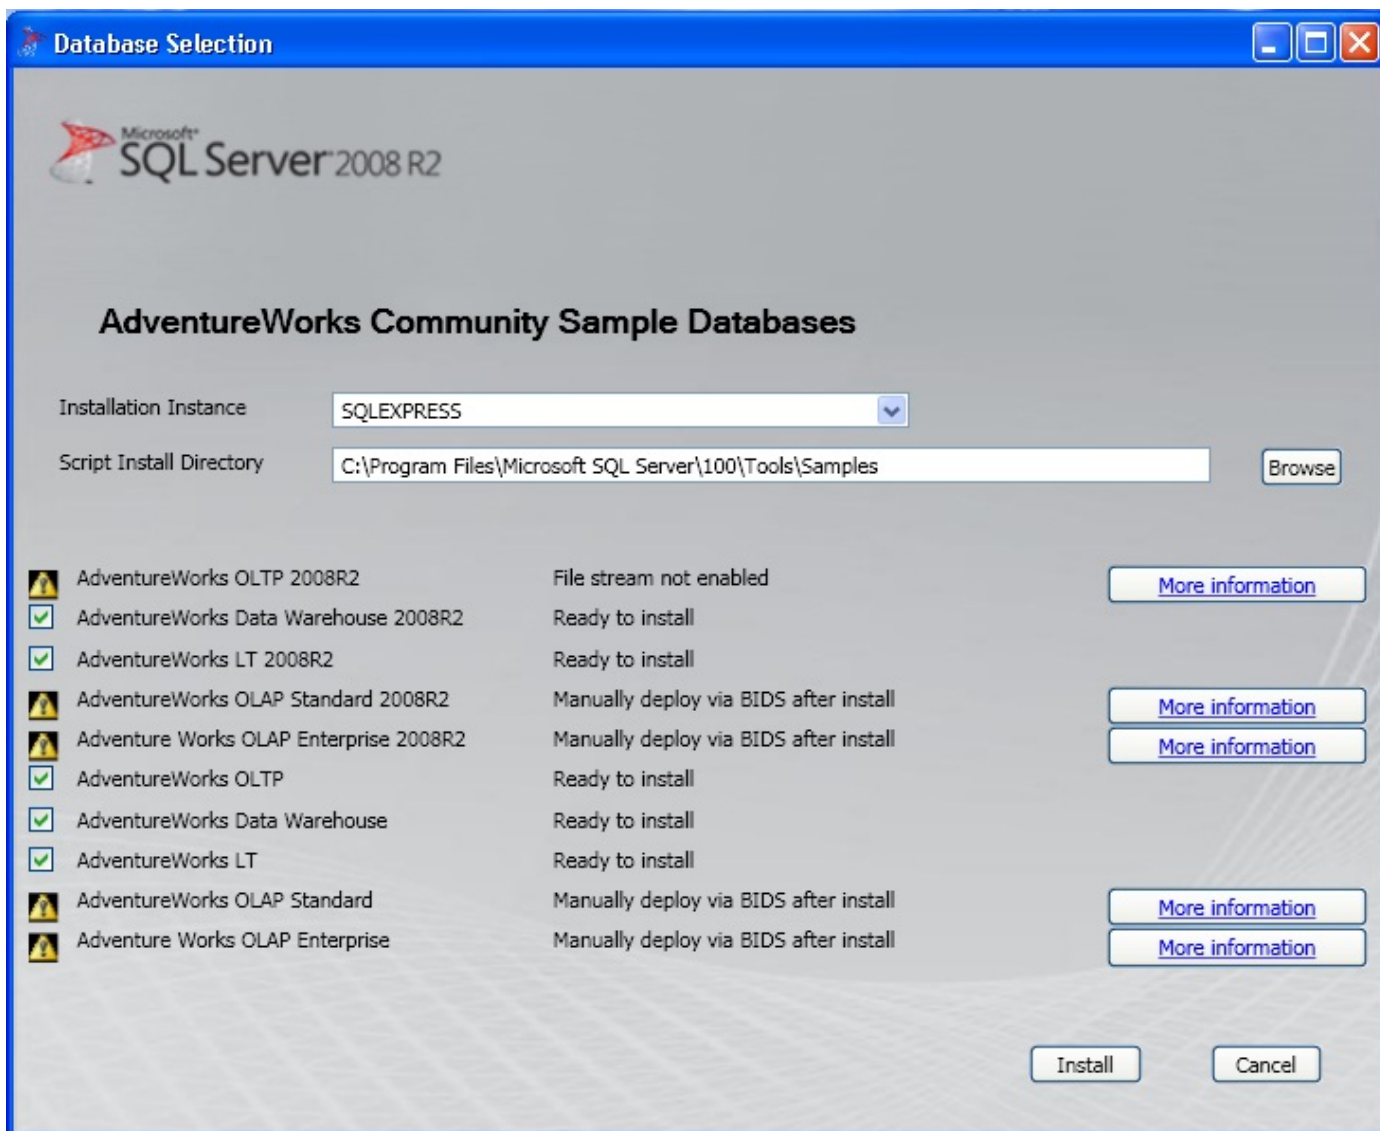 Database Selection
Microsoft
SQL Server 2008 R2
AdventureWorks Community Sample Databases
Installation Instance SQLEXPRESS
Script Install Directory C:\Program Files\Microsoft SQL Server\100\Tools\Samples Browse
AdventureWorks OLTP 2008R2 File stream not enabled More information
AdventureWorks Data Warehouse 2008R2 Ready to install
AdventureWorks LT 2008R2 Ready to install
AdventureWorks OLAP Standard 2008R2 Manually deploy via BIDS after install More information
Adventure Works OLAP Enterprise 2008R2 Manually deploy via BIDS after install More information
AdventureWorks OLTP Ready to install
AdventureWorks Data Warehouse Ready to install
AdventureWorks LT Ready to install
AdventureWorks OLAP Standard Manually deploy via BIDS after install More information
Adventure Works OLAP Enterprise Manually deploy via BIDS after install More information
Install Cancel